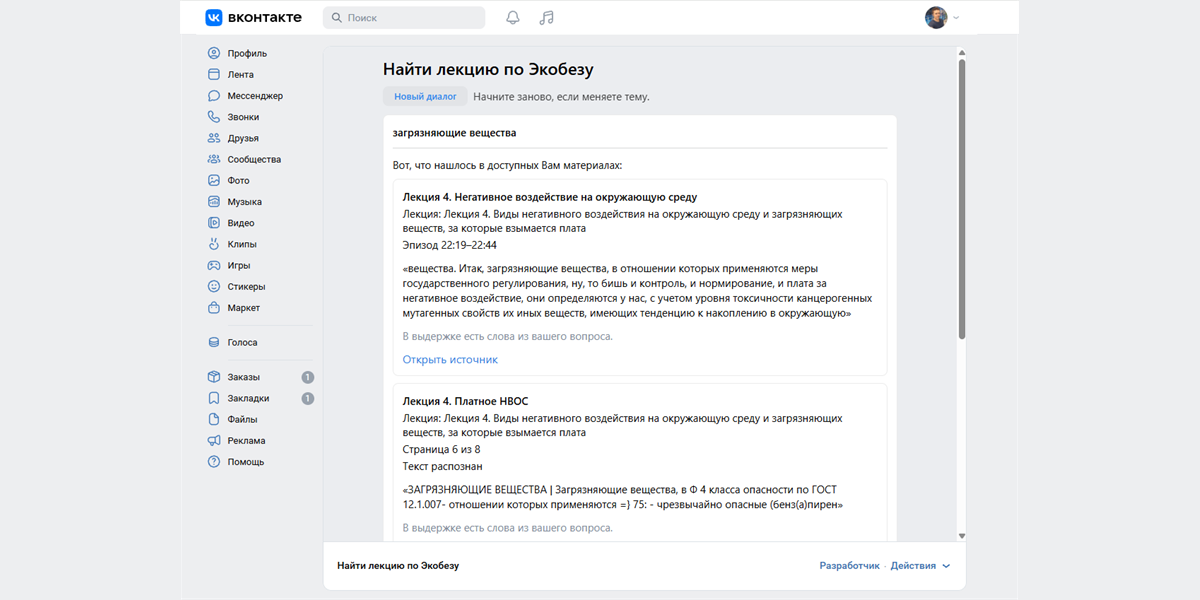 вконтакте
Поиск
Профиль
Лента
Мессенджер
Звонки
Друзья
Сообщества
Фото
Музыка
Видео
Клипы
Игры
Стикеры
Маркет
Голоса
Заказы 1
Закладки 1
Файлы
Реклама
Помощь
Найти лекцию по Экобезу
Новый диалог Начните заново, если меняете тему.
загрязняющие вещества
Вот, что нашлось в доступных Вам материалах:
Лекция 4. Негативное воздействие на окружающую среду
Лекция: Лекция 4. Виды негативного воздействия на окружающую среду и загрязняющих
веществ, за которые взымается плата
Эпизод 22:19–22:44
«вещества. Итак, загрязняющие вещества, в отношении которых применяются меры
государственного регулирования, ну, то бишь и контроль, и нормирование, и плата за
негативное воздействие, они определяются у нас, с учетом уровня токсичности канцерогенных
мутагенных свойств их иных веществ, имеющих тенденцию к накоплению в окружающую»
В выдержке есть слова из вашего вопроса.
Открыть источник
Лекция 4. Платное НВОС
Лекция: Лекция 4. Виды негативного воздействия на окружающую среду и загрязняющих
веществ, за которые взымается плата
Страница 6 из 8
Текст распознан
«ЗАГРЯЗНЯЮЩИЕ ВЕЩЕСТВА | Загрязняющие вещества, в Ф 4 класса опасности по ГОСТ
12.1.007- отношении которых применяются =} 75: - чрезвычайно опасные (бенз(а)пирен»
В выдержке есть слова из вашего вопроса.
Найти лекцию по Экобезу
Разработчик · Действия